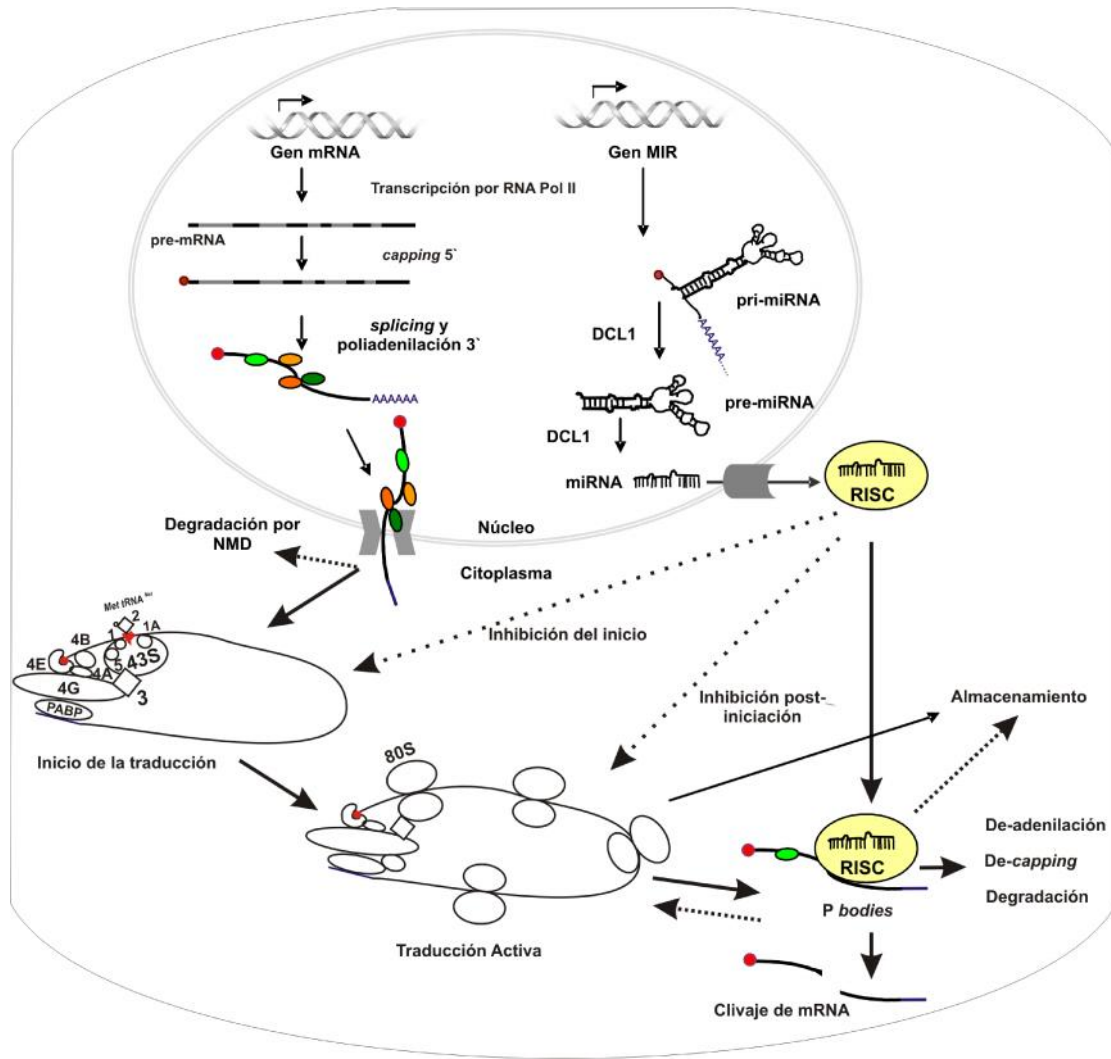 Gen mRNA
Gen MIR
Transcripción por RNA Pol II
pre-mRNA
capping 5`
pri-miRNA
splicing y
poliadenilación 3`
DCL1
AAAAAA
AAAAAA
pre-miRNA
DCL1
miRNA
RISC
Degradación por
NMD
Núcleo
Citoplasma
Met tRNA
2
1
1A
4B
4E
4A
5
43S
4G
3
PABP
Inhibición del inicio
Inhibición post-
iniciación
Almacenamiento
Inicio de la traducción
80S
De-adenilación
RISC
De-capping
Degradación
P bodies
Traducción Activa
Clivaje de mRNA